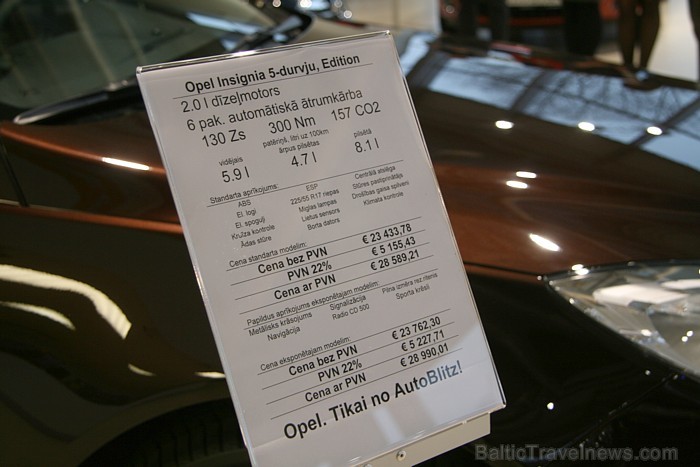 Opel Insignia 5-durvju, Edition
2.0 l dīzeļmotors
6 pak. automātiskā ātrumkārba
130 Zs 300 Nm 157 CO2
patēriņš, litri uz 100km
vidējais ārpus pilsētas pilsētā
5.9 l 4.7 l 8.1 l
Standarta aprīkojums:
ABS ESP Centrālā atslēga
El. logi 225/55 R17 riepas Stūres pastiprinātājs
El. spoguļi Miglas lampas Drošības gaisa spilveni
Kruīza kontrole Lietus sensors Klimata kontrole
Ādas stūre Borta dators
Cena standarta modelim:
Cena bez PVN € 23 433,78
PVN 22% € 5 155,43
Cena ar PVN € 28 589,21
Papildus aprīkojums eksponētajam modelim:
Metālisks krāsojums Signalizācija Pilna izmēra rez.ritenis
Navigācija Radio CD 500 Sporta krēsli
Cena eksponētajam modelim:
Cena bez PVN € 23 762,30
PVN 22% € 5 227,71
Cena ar PVN € 28 990,01
Opel. Tikai no AutoBlitz!
BalticTravelnews.com